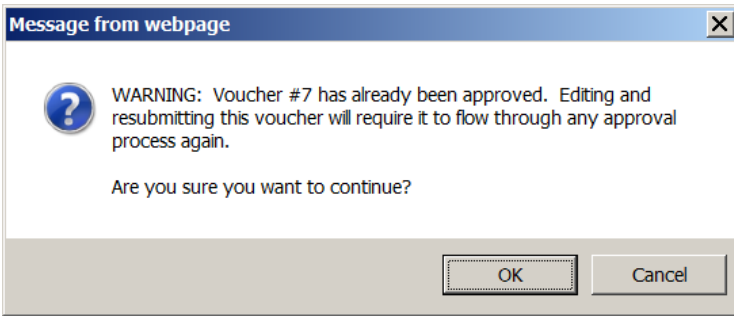 Message from webpage
WARNING:  Voucher #7 has already been approved.  Editing and
resubmitting this voucher will require it to flow through any approval
process again.
Are you sure you want to continue?
OK
Cancel